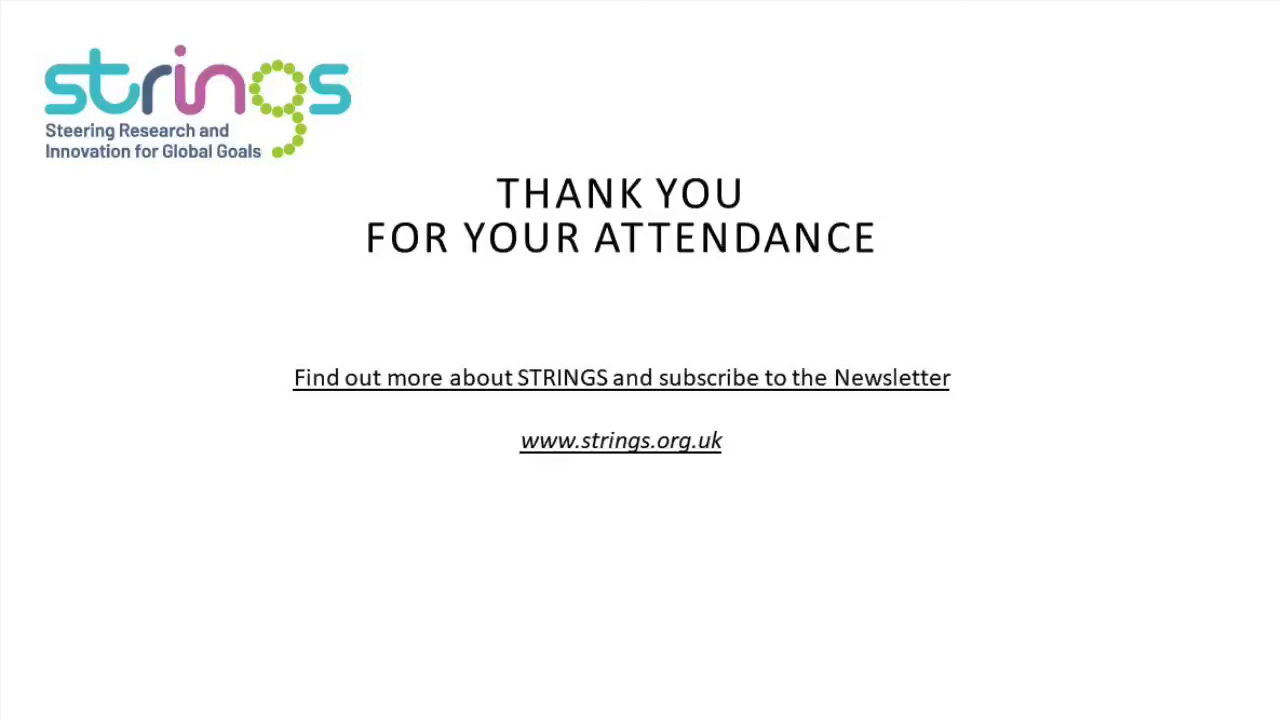 strings
Steering Research and
Innovation for Global Goals
THANK YOU
FOR YOUR ATTENDANCE
Find out more about STRINGS and subscribe to the Newsletter
www.strings.org.uk